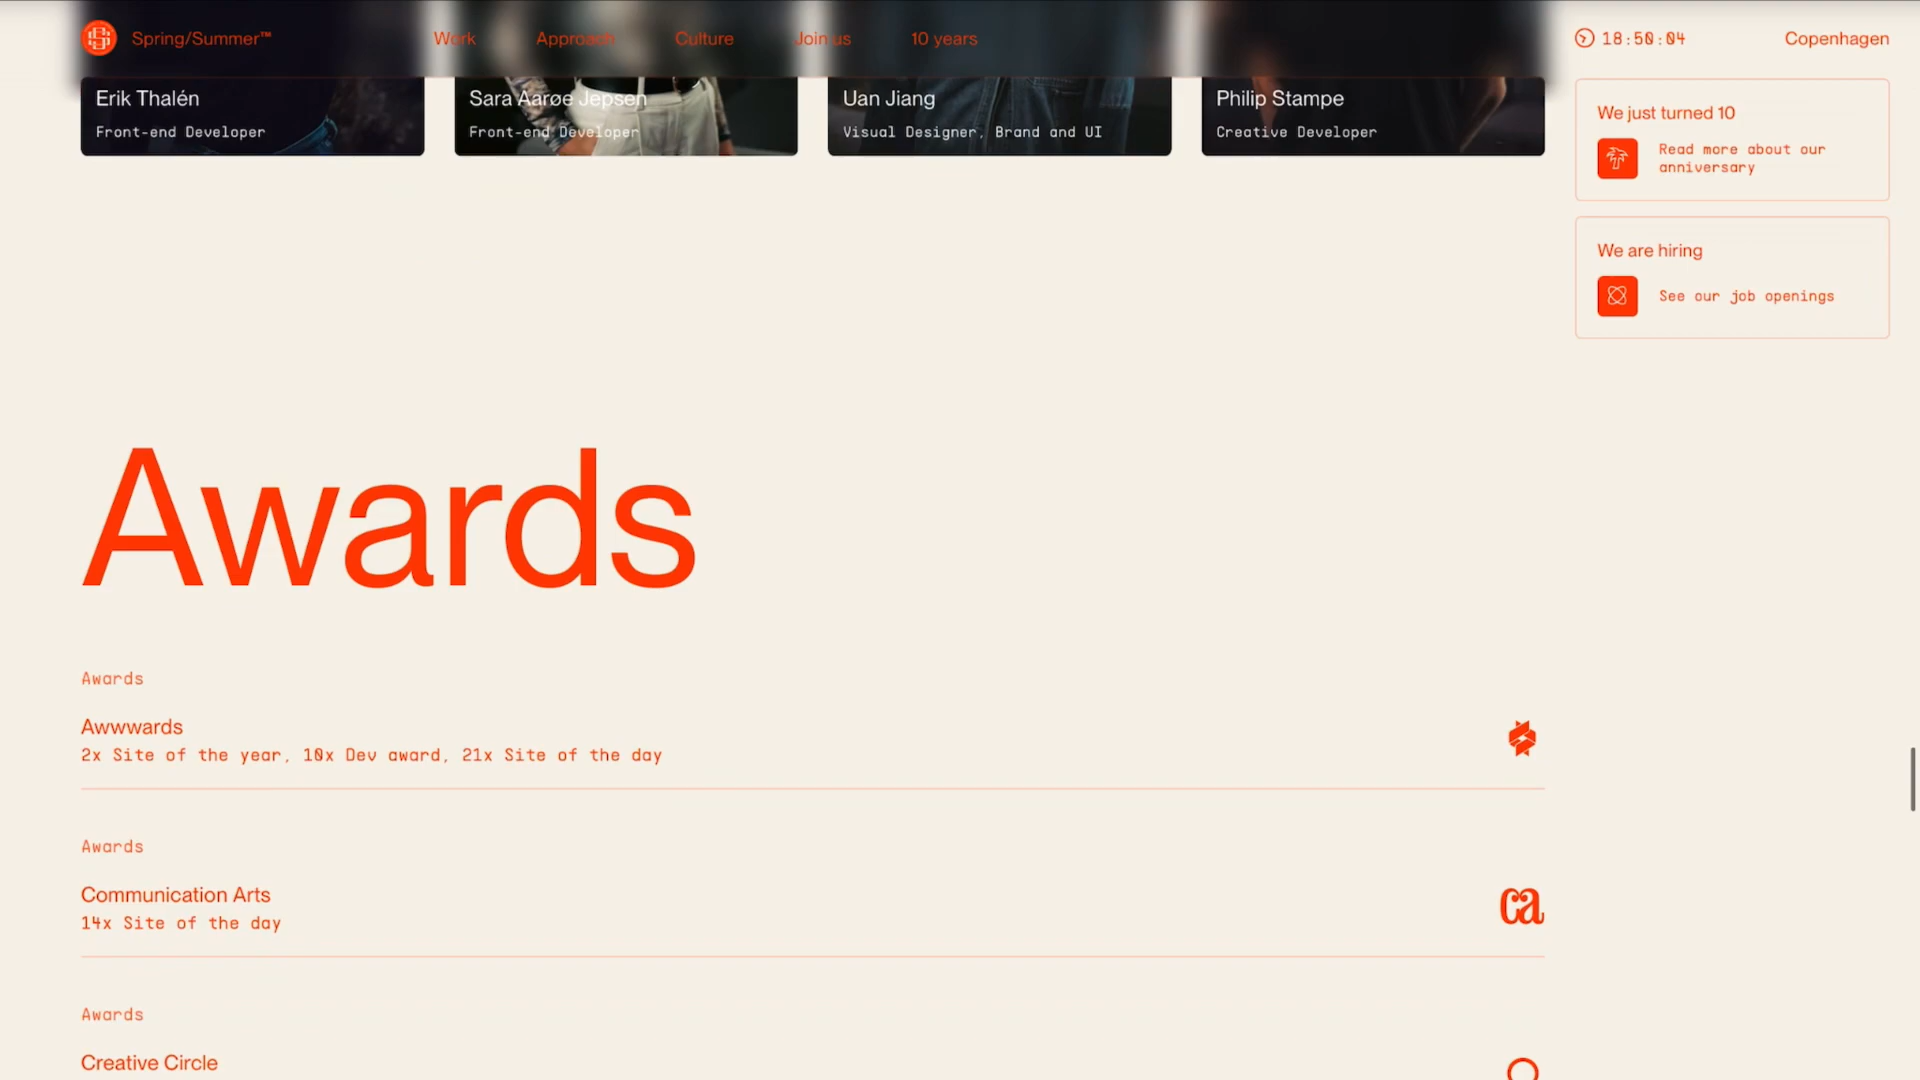 Spring/Summer™
Work
Approach
Culture
Join us
10 years
18:50:04
Copenhagen
Erik Thalén
Front-end Developer
Sara Aarøe Jepsen
Front-end Developer
Uan Jiang
Visual Designer, Brand and UI
Philip Stampe
Creative Developer
We just turned 10
Read more about our
anniversary
We are hiring
See our job openings
Awards
Awards
Awwwards
2x Site of the year, 10x Dev award, 21x Site of the day
Awards
Communication Arts
14x Site of the day
ca
Awards
Creative Circle